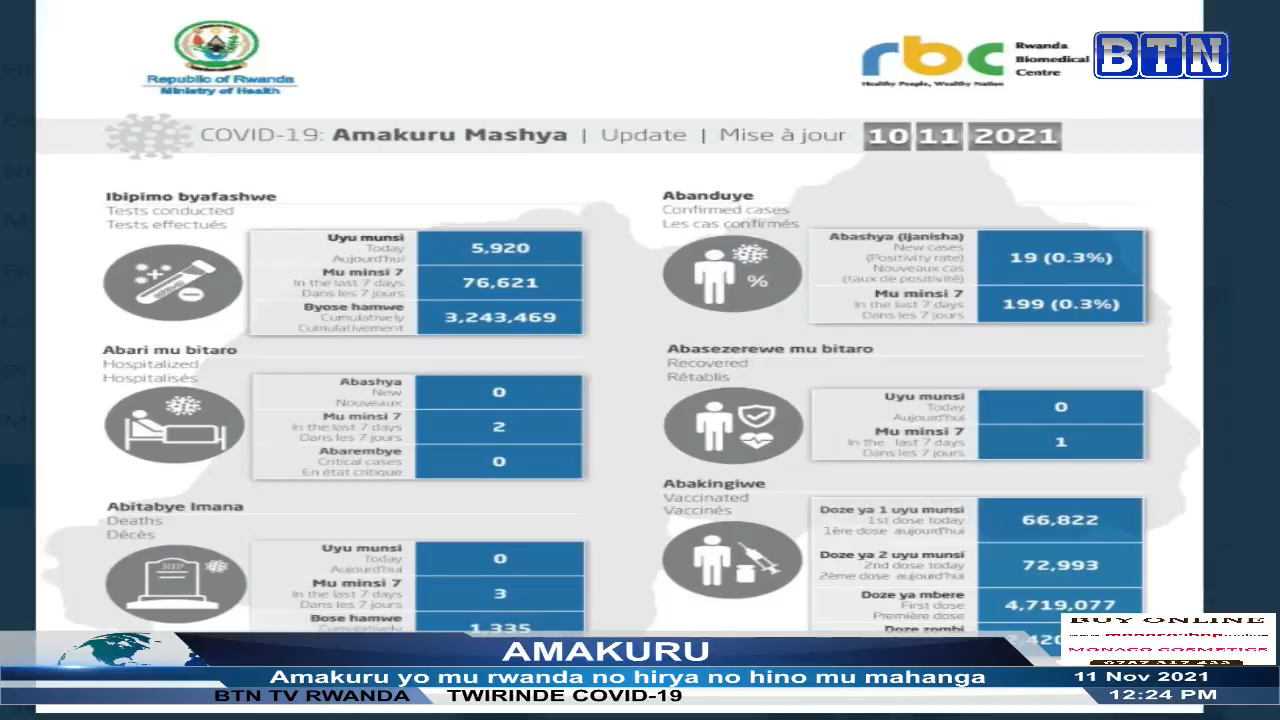 Republic of Rwanda
Ministry of Health
rbc
Rwanda
Biomedical
Centre
Healthy People, Wealthy Nation
BTN
COVID-19: Amakuru Mashya | Update | Mise à jour 10 11 2021
Ibipimo byafashwe
Tests conducted
Tests effectués
Uyu munsi
Today
Aujourd'hui
5,920
Mu minsi 7
In the last 7 days
Dans les 7 jours
76,621
Byose hamwe
Cumulatively
Cumulativement
3,243,469
Abanduye
Confirmed cases
Les cas confirmés
%
Abashya (ijanisha)
New cases
(Positivity rate)
Nouveaux cas
(taux de positivité)
19 (0.3%)
Mu minsi 7
In the last 7 days
Dans les 7 jours
199 (0.3%)
Abari mu bitaro
Hospitalized
Hospitalisés
Abashya
New
Nouveaux
0
Mu minsi 7
In the last 7 days
Dans les 7 jours
2
Abarembye
Critical cases
En état critique
0
Abasezerewe mu bitaro
Recovered
Rétablis
Uyu munsi
Today
Aujourd'hui
0
Mu minsi 7
In the last 7 days
Dans les 7 jours
1
Abitabye Imana
Deaths
Décès
RIP
Uyu munsi
Today
Aujourd'hui
0
Mu minsi 7
In the last 7 days
Dans les 7 jours
3
Bose hamwe
Cumulatively
1,335
Abakingiwe
Vaccinated
Vaccinés
Doze ya 1 uyu munsi
1st dose today
1ère dose aujourd'hui
66,822
Doze ya 2 uyu munsi
2nd dose today
2ème dose aujourd'hui
72,993
Doze ya mbere
First dose
Première dose
4,719,077
Doze zombi
BUY ONLINE
MONACO COSMETICS
0787 317 433
AMAKURU
Amakuru yo mu rwanda no hirya no hino mu mahanga
11 Nov 2021
BTN TV RWANDA TWIRINDE COVID-19
12:24 PM